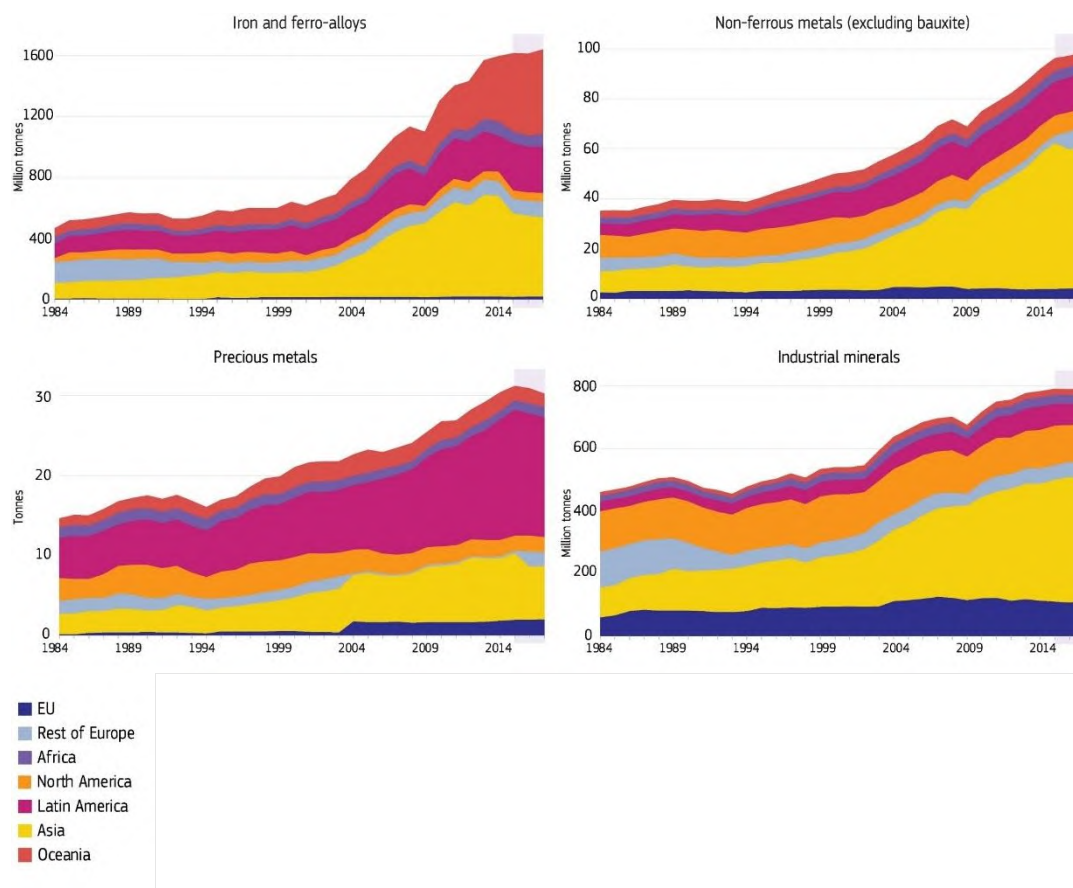 Iron and ferro-alloys
Million tonnes
1600
1200
800
400
0
1984 1989 1994 1999 2004 2009 2014
Non-ferrous metals (excluding bauxite)
Million tonnes
100
80
60
40
20
0
1984 1989 1994 1999 2004 2009 2014
Precious metals
Tonnes
30
20
10
0
1984 1989 1994 1999 2004 2009 2014
Industrial minerals
Million tonnes
800
600
400
200
0
1984 1989 1994 1999 2004 2009 2014
EU
Rest of Europe
Africa
North America
Latin America
Asia
Oceania